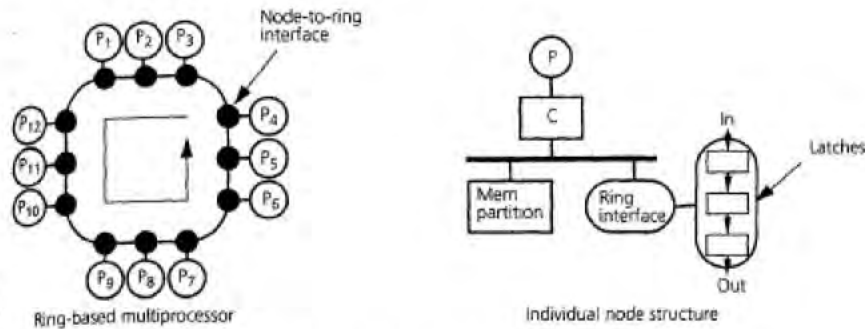 Node-to-ring
interface
P1
P2
P3
P4
P5
P6
P7
P8
P9
P10
P11
P12
Ring-based multiprocessor
P
C
Mem
partition
Ring
interface
In
Latches
Out
Individual node structure